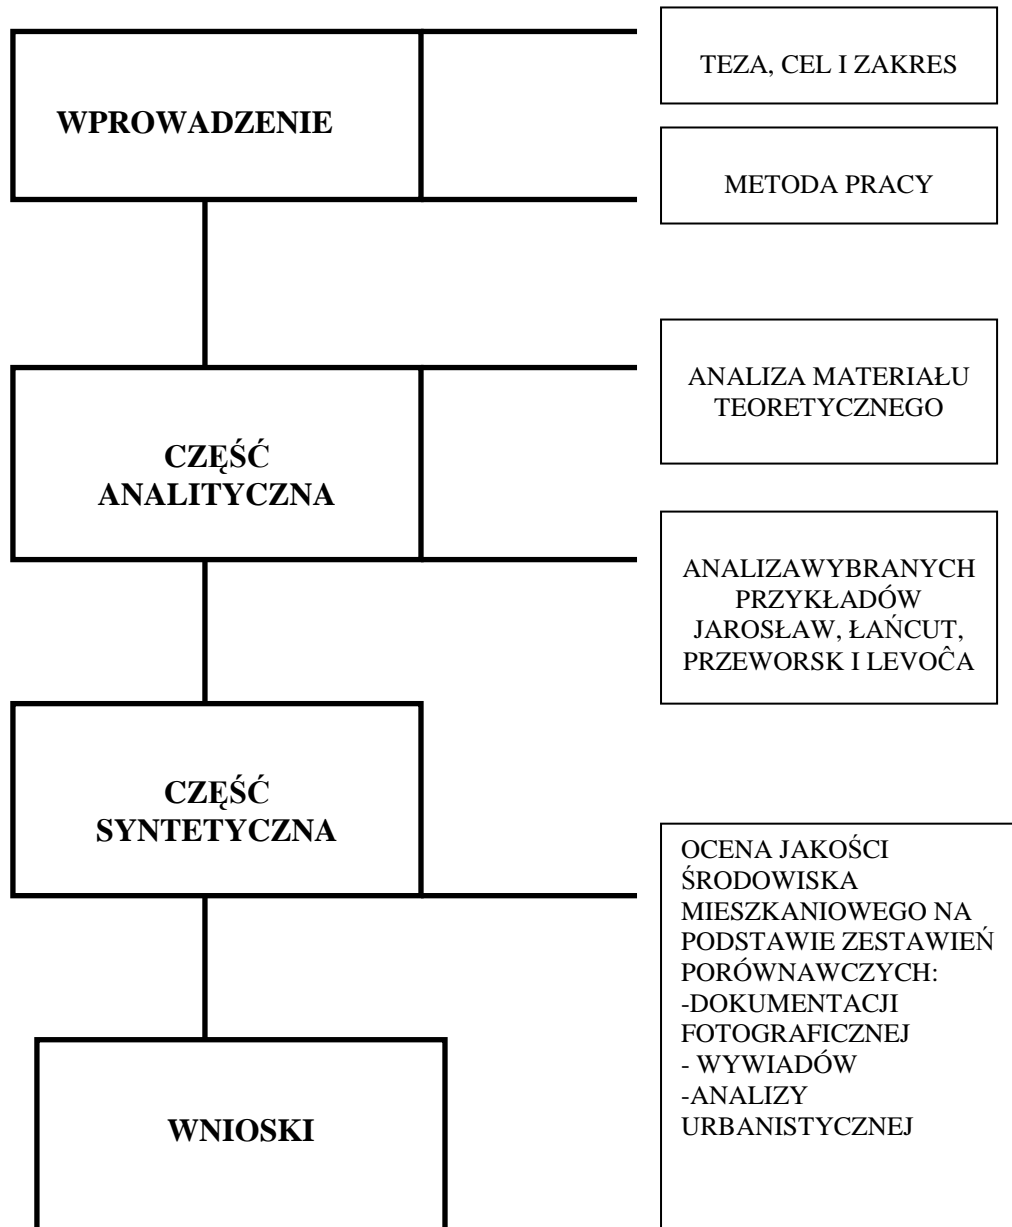 WPROWADZENIE
TEZA, CEL I ZAKRES
METODA PRACY
CZĘŚĆ
ANALITYCZNA
ANALIZA MATERIAŁU
TEORETYCZNEGO
ANALIZAWYBRANYCH
PRZYKŁADÓW
JAROSŁAW, ŁAŃCUT,
PRZEWORSK I LEVOĈA
CZĘŚĆ
SYNTETYCZNA
OCENA JAKOŚCI
ŚRODOWISKA
MIESZKANIOWEGO NA
PODSTAWIE ZESTAWIEŃ
PORÓWNAWCZYCH:
-DOKUMENTACJI
FOTOGRAFICZNEJ
- WYWIADÓW
-ANALIZY
URBANISTYCZNEJ
WNIOSKI